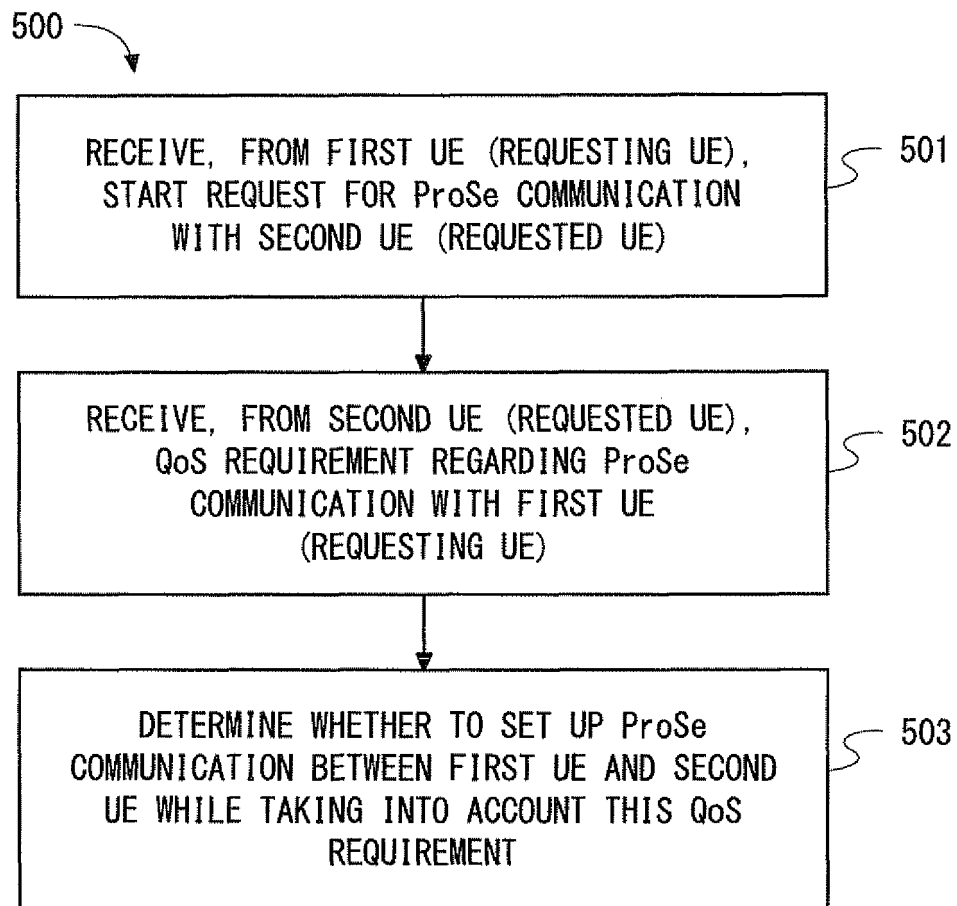 500
RECEIVE, FROM FIRST UE (REQUESTING UE),
START REQUEST FOR ProSe COMMUNICATION
WITH SECOND UE (REQUESTED UE)
501
RECEIVE, FROM SECOND UE (REQUESTED UE),
QoS REQUIREMENT REGARDING ProSe
COMMUNICATION WITH FIRST UE
(REQUESTING UE)
502
DETERMINE WHETHER TO SET UP ProSe
COMMUNICATION BETWEEN FIRST UE AND SECOND
UE WHILE TAKING INTO ACCOUNT THIS QoS
REQUIREMENT
503